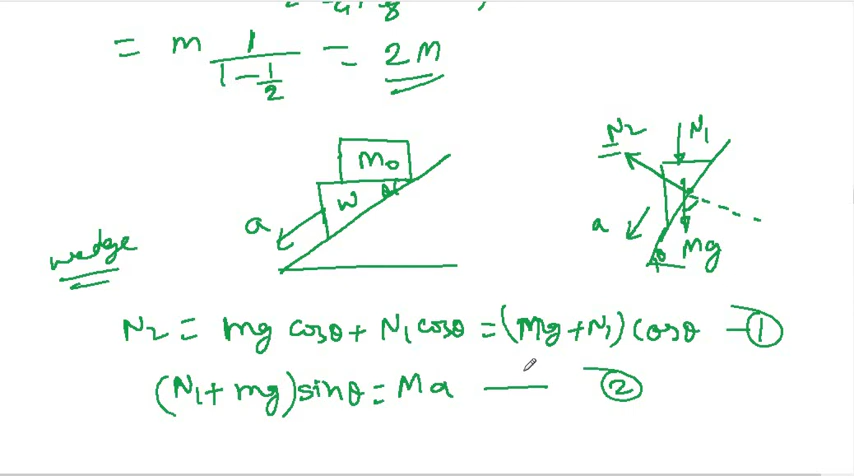 = m 1/(1-1/2) = 2M
N2 N1
M0
W θ
a a
wedge
θ Mg
N2 = mg cosθ + N1 cosθ = (Mg+N1) cosθ — 1
(N1 + mg) sinθ = Ma — 2